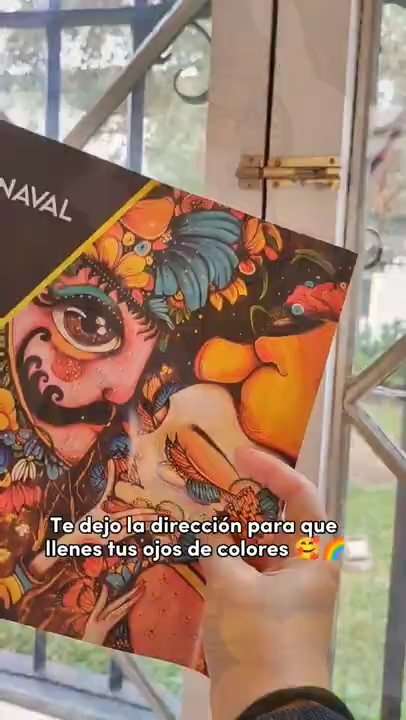 NAVAL
Te dejo la dirección para que
llenes tus ojos de colores 🥰🌈